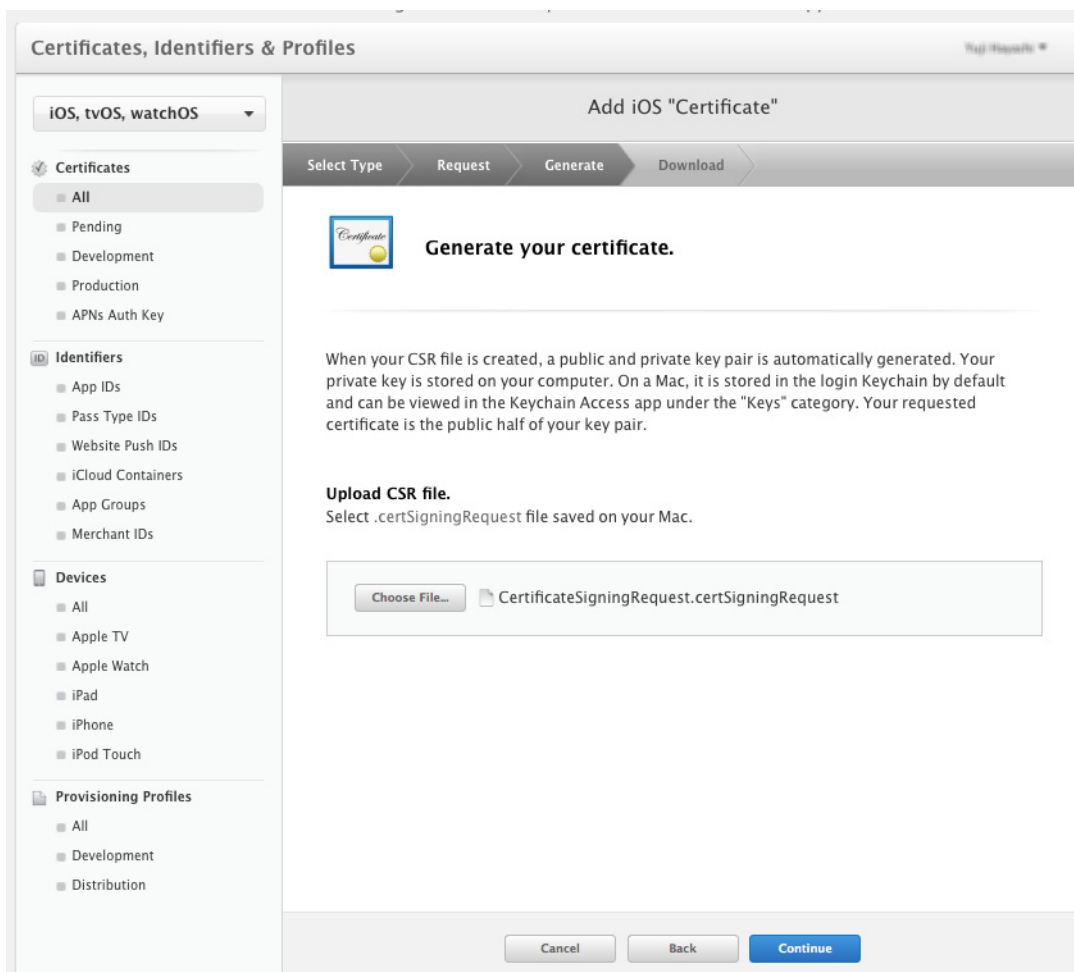 Certificates, Identifiers & Profiles
iOS, tvOS, watchOS
Certificates
All
Pending
Development
Production
APNs Auth Key
Identifiers
App IDs
Pass Type IDs
Website Push IDs
iCloud Containers
App Groups
Merchant IDs
Devices
All
Apple TV
Apple Watch
iPad
iPhone
iPod Touch
Provisioning Profiles
All
Development
Distribution
Add iOS "Certificate"
Select Type
Request
Generate
Download
Certificate
Generate your certificate.
When your CSR file is created, a public and private key pair is automatically generated. Your
private key is stored on your computer. On a Mac, it is stored in the login Keychain by default
and can be viewed in the Keychain Access app under the "Keys" category. Your requested
certificate is the public half of your key pair.
Upload CSR file.
Select .certSigningRequest file saved on your Mac.
Choose File... CertificateSigningRequest.certSigningRequest
Cancel
Back
Continue